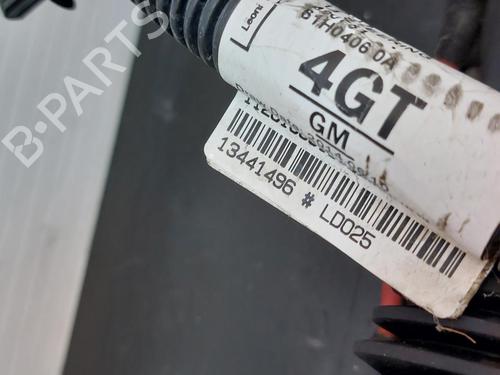 Leoni
61H0406 0A
4GT
GM
13441496 # LD025
B-PARTS